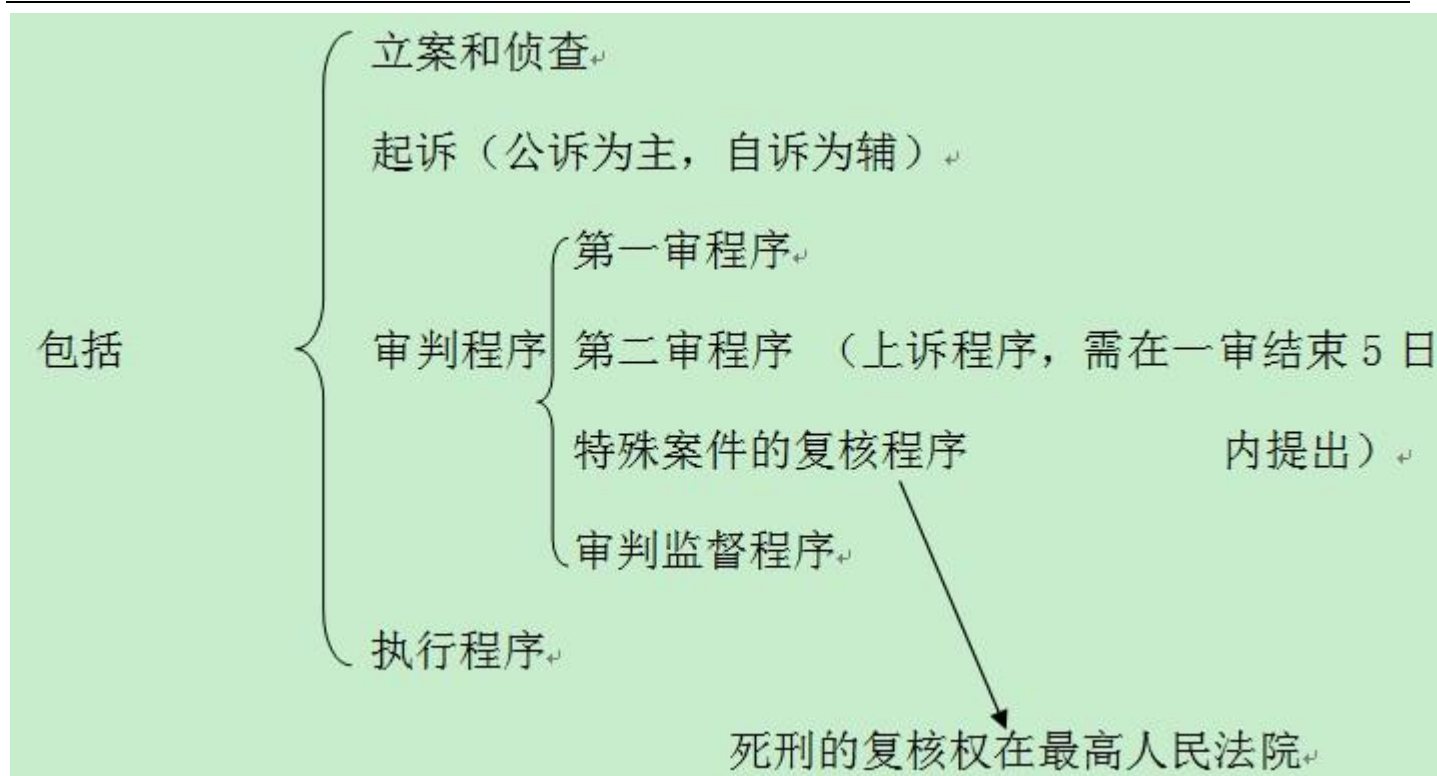 立案和侦查
起诉（公诉为主，自诉为辅）
第一审程序
包括 审判程序 第二审程序 （上诉程序，需在一审结束 5 日
特殊案件的复核程序 内提出）
审判监督程序
执行程序
死刑的复核权在最高人民法院